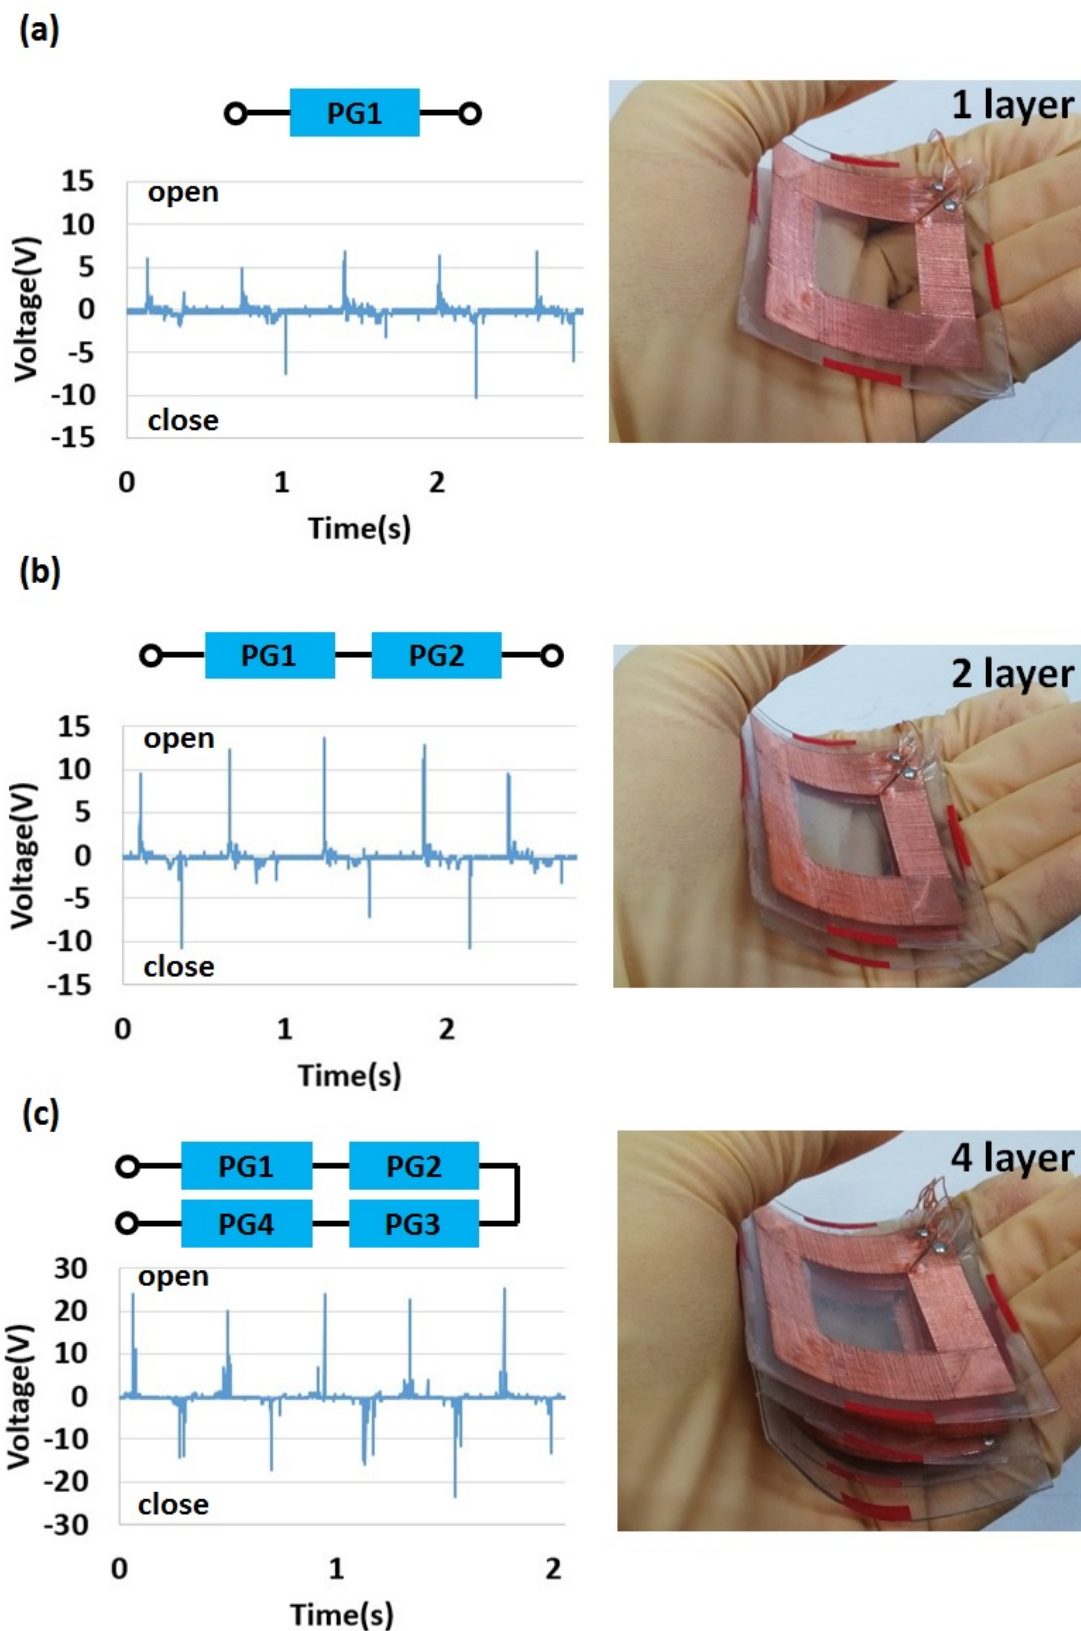 (a)
PG1
1 layer
15
open
10
5
0
-5
-10
close
-15
Voltage(V)
0 1 2
Time(s)
(b)
PG1 PG2
2 layer
15
open
10
5
0
-5
-10
close
-15
Voltage(V)
0 1 2
Time(s)
(c)
PG1 PG2
4 layer
PG4 PG3
30
open
20
10
0
-10
-20
close
-30
Voltage(V)
0 1 2
Time(s)